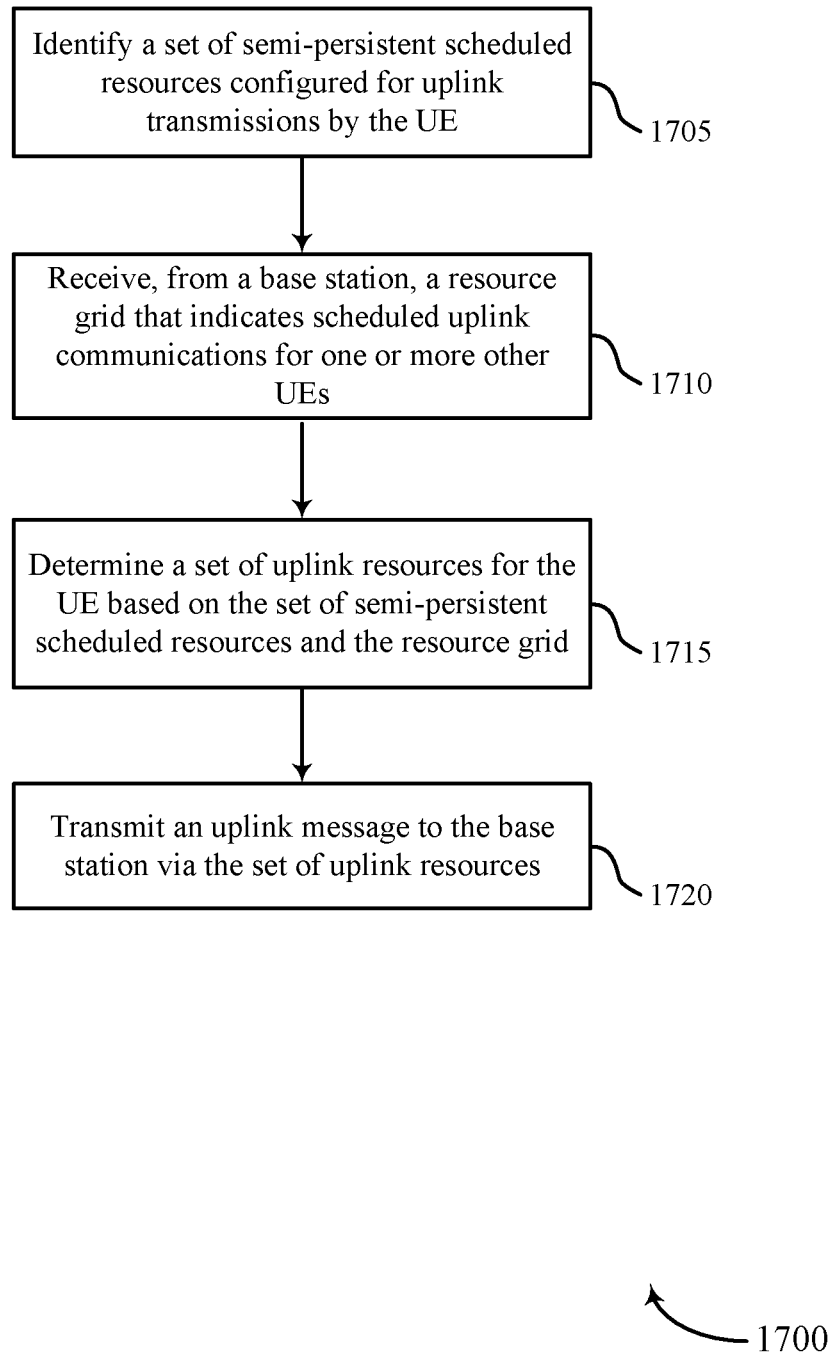 Identify a set of semi-persistent scheduled
resources configured for uplink
transmissions by the UE
1705
Receive, from a base station, a resource
grid that indicates scheduled uplink
communications for one or more other
UEs
1710
Determine a set of uplink resources for the
UE based on the set of semi-persistent
scheduled resources and the resource grid
1715
Transmit an uplink message to the base
station via the set of uplink resources
1720
1700